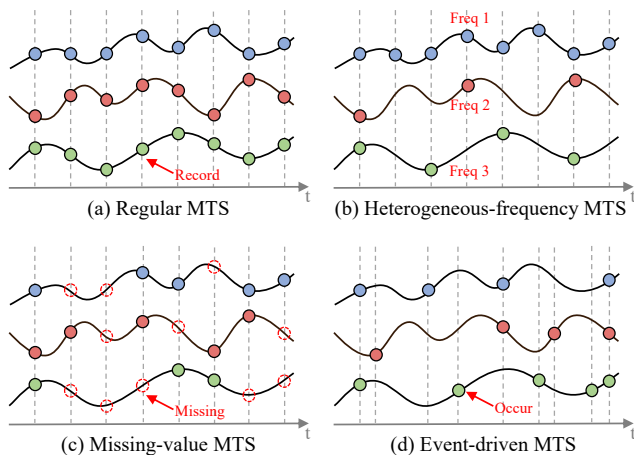 Freq 1
Freq 2
Record
Freq 3
t
t
(a) Regular MTS
(b) Heterogeneous-frequency MTS
Missing
Occur
t
t
(c) Missing-value MTS
(d) Event-driven MTS